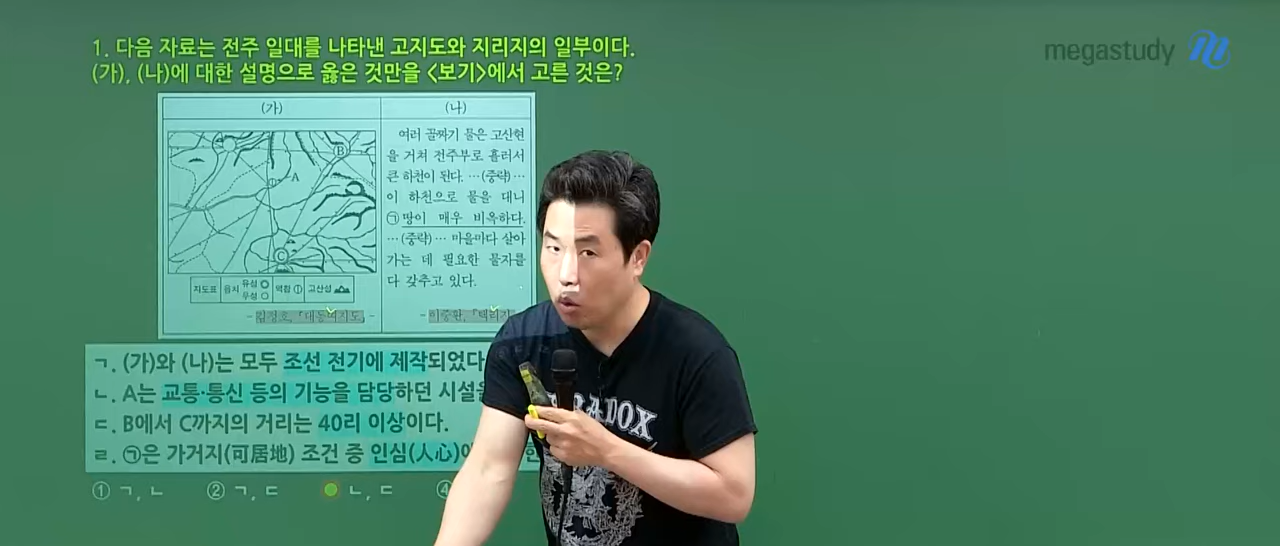 1. 다음 자료는 전주 일대를 나타낸 고지도와 지리지의 일부이다.
(가), (나)에 대한 설명으로 옳은 것만을 <보기>에서 고른 것은?
megastudy
(가)
(나)
B
A
C
지도표 읍치 유성 무성 역참 고산성
- 김정호, 「대동여지도」 -
여러 골짜기 물은 고산현
을 거쳐 전주부로 흘러서
큰 하천이 된다. …(중략)…
이 하천으로 물을 대니
㉠ 땅이 매우 비옥하다.
…(중략)… 마을마다 살아
가는 데 필요한 물자를
다 갖추고 있다.
- 이중환, 「택리지
ㄱ. (가)와 (나)는 모두 조선 전기에 제작되었다
ㄴ. A는 교통·통신 등의 기능을 담당하던
ㄷ. B에서 C까지의 거리는 40리 이상이다.
ㄹ. ㉠은 가거지(可居地) 조건 중 인심(人心)
① ㄱ, ㄴ ② ㄱ, ㄷ ㄴ, ㄷ ④